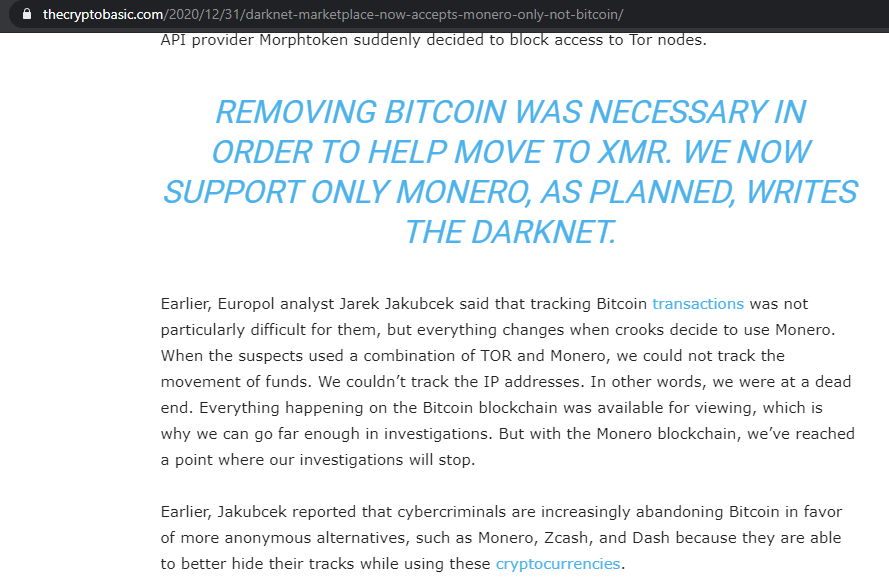 thecryptobasic.com/2020/12/31/darknet-marketplace-now-accepts-monero-only-not-bitcoin/
API provider Morphtoken suddenly decided to block access to Tor nodes.
REMOVING BITCOIN WAS NECESSARY IN
ORDER TO HELP MOVE TO XMR. WE NOW
SUPPORT ONLY MONERO, AS PLANNED, WRITES
THE DARKNET.
Earlier, Europol analyst Jarek Jakubcek said that tracking Bitcoin transactions was not
particularly difficult for them, but everything changes when crooks decide to use Monero.
When the suspects used a combination of TOR and Monero, we could not track the
movement of funds. We couldn’t track the IP addresses. In other words, we were at a dead
end. Everything happening on the Bitcoin blockchain was available for viewing, which is
why we can go far enough in investigations. But with the Monero blockchain, we’ve reached
a point where our investigations will stop.
Earlier, Jakubcek reported that cybercriminals are increasingly abandoning Bitcoin in favor
of more anonymous alternatives, such as Monero, Zcash, and Dash because they are able
to better hide their tracks while using these cryptocurrencies.